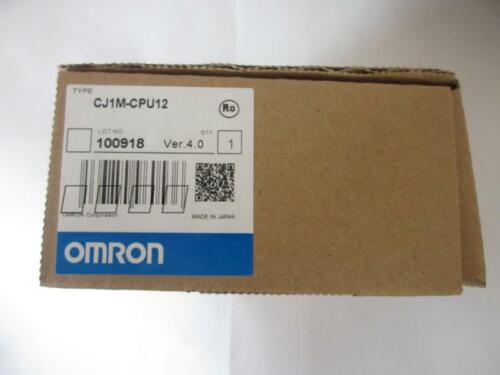 TYPE
CJ1M-CPU12
Ro
LOT NO.
QTY
100918 Ver.4.0 1
OMRON Corporation
MADE IN JAPAN
OMRON